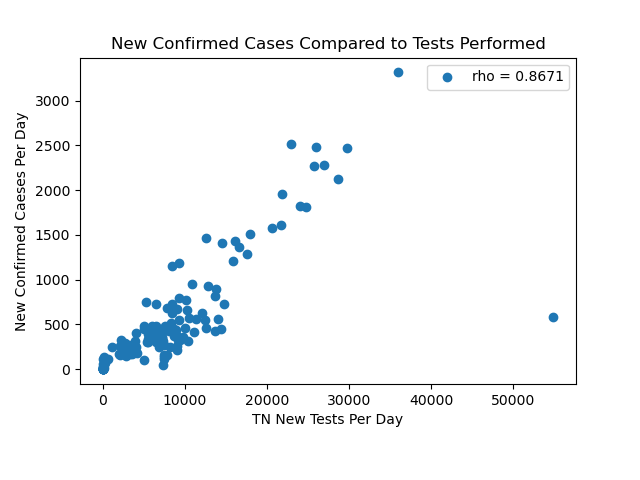 New Confirmed Cases Compared to Tests Performed
rho = 0.8671
New Confirmed Caeses Per Day
3000
2500
2000
1500
1000
500
0
0 10000 20000 30000 40000 50000
TN New Tests Per Day